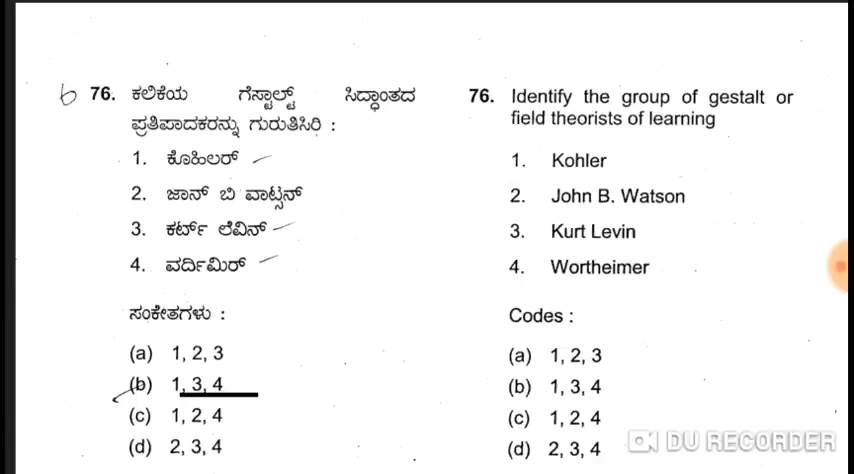 b 76. ಕಲಿಕೆಯ ಗೆಸ್ಟಾಲ್ಟ್ ಸಿದ್ಧಾಂತದ
ಪ್ರತಿಪಾದಕರನ್ನು ಗುರುತಿಸಿರಿ :
1. ಕೊಹಿಲರ್
2. ಜಾನ್ ಬಿ ವಾಟ್ಸನ್
3. ಕರ್ಟ್ ಲೆವಿನ್
4. ವರ್ದಿಮಿರ್
ಸಂಕೇತಗಳು :
(a) 1, 2, 3
(b) 1, 3, 4
(c) 1, 2, 4
(d) 2, 3, 4
76. Identify the group of gestalt or
field theorists of learning
1. Kohler
2. John B. Watson
3. Kurt Levin
4. Wortheimer
Codes :
(a) 1, 2, 3
(b) 1, 3, 4
(c) 1, 2, 4
(d) 2, 3, 4
DU RECORDER